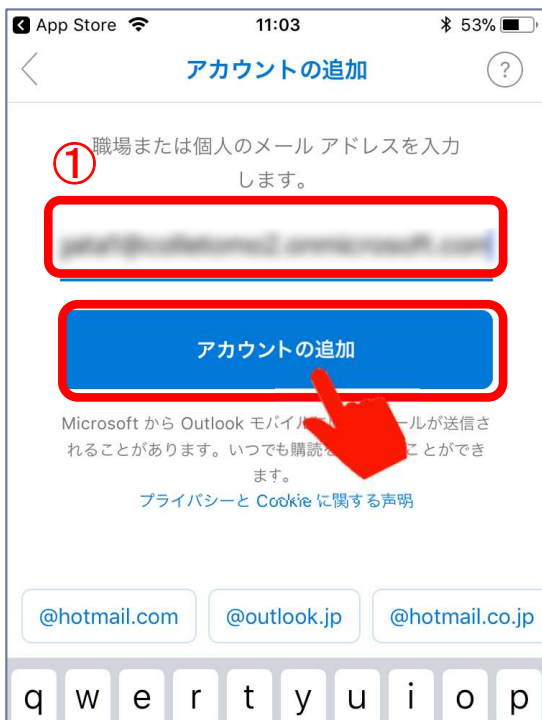 App Store 11:03 53%
アカウントの追加 ?
職場または個人のメール アドレスを入力
します。
①
アカウントの追加
Microsoft から Outlook モバイル ールが送信さ
れることがあります。いつでも購読 ことができ
ます。
プライバシーと Cookie に関する声明
@hotmail.com @outlook.jp @hotmail.co.jp
q w e r t y u i o p